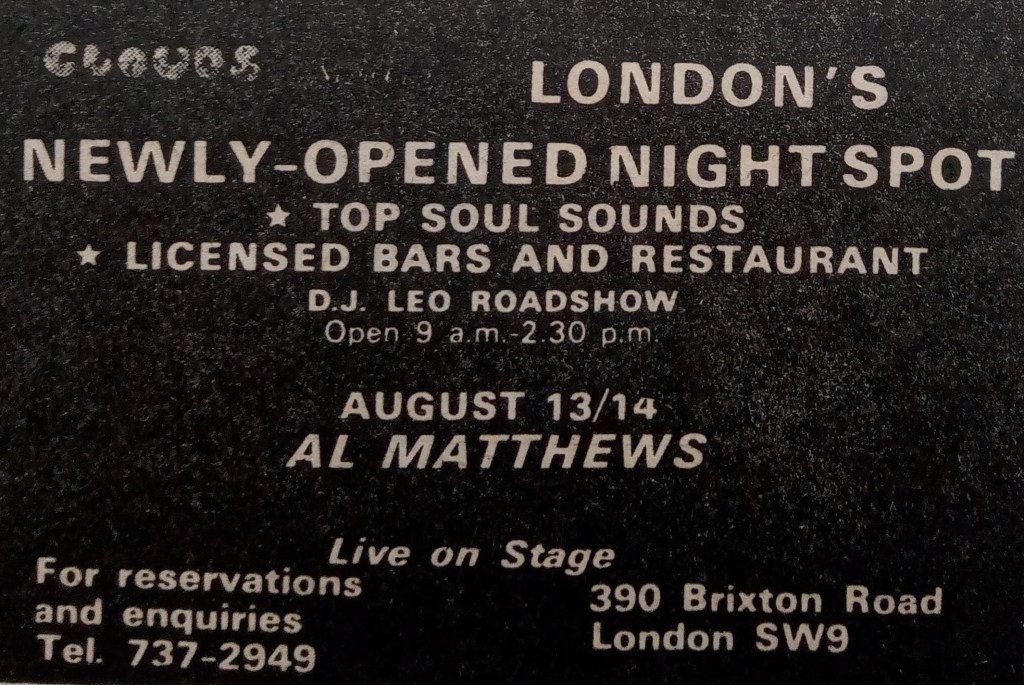 CLOUDS
LONDON'S
NEWLY-OPENED NIGHT SPOT
★ TOP SOUL SOUNDS
★ LICENSED BARS AND RESTAURANT
D.J. LEO ROADSHOW
Open 9 a.m.-2.30 p.m.
AUGUST 13/14
AL MATTHEWS
Live on Stage
For reservations
and enquiries
Tel. 737-2949
390 Brixton Road
London SW9